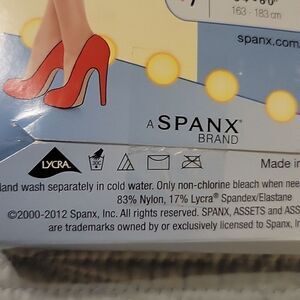 163 - 183 cm
spanx.com
A SPANX®
BRAND
LYCRA
Made in
and wash separately in cold water. Only non-chlorine bleach when nee
83% Nylon, 17% Lycra® Spandex/Elastane
©2000-2012 Spanx, Inc. All rights reserved. SPANX, ASSETS and ASS
are trademarks owned by or exclusively licensed to Spanx, In